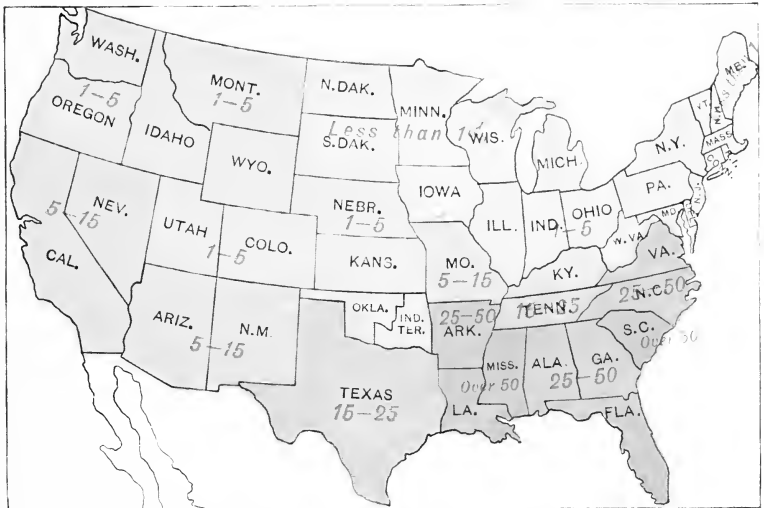 WASH.
1–5
OREGON
IDAHO
MONT.
1–5
WYO.
N.DAK.
S.DAK.
Less than 1
MINN.
WIS.
MICH.
NEBR.
1–5
IOWA
NEV.
5–15
CAL.
UTAH
1–5
COLO.
KANS.
MO.
5–15
ILL.
IND.
OHIO
1–5
KY.
W.VA.
VA.
PA.
N.Y.
VT.
N.H.
ME.
MASS.
N.J.
MD.
ARIZ.
5–15
N.M.
OKLA.
IND.
TER.
25–50
ARK.
TENN.
N.C.
25–50
S.C.
Over 50
MISS.
Over 50
ALA.
GA.
25–50
LA.
FLA.
TEXAS
15–25